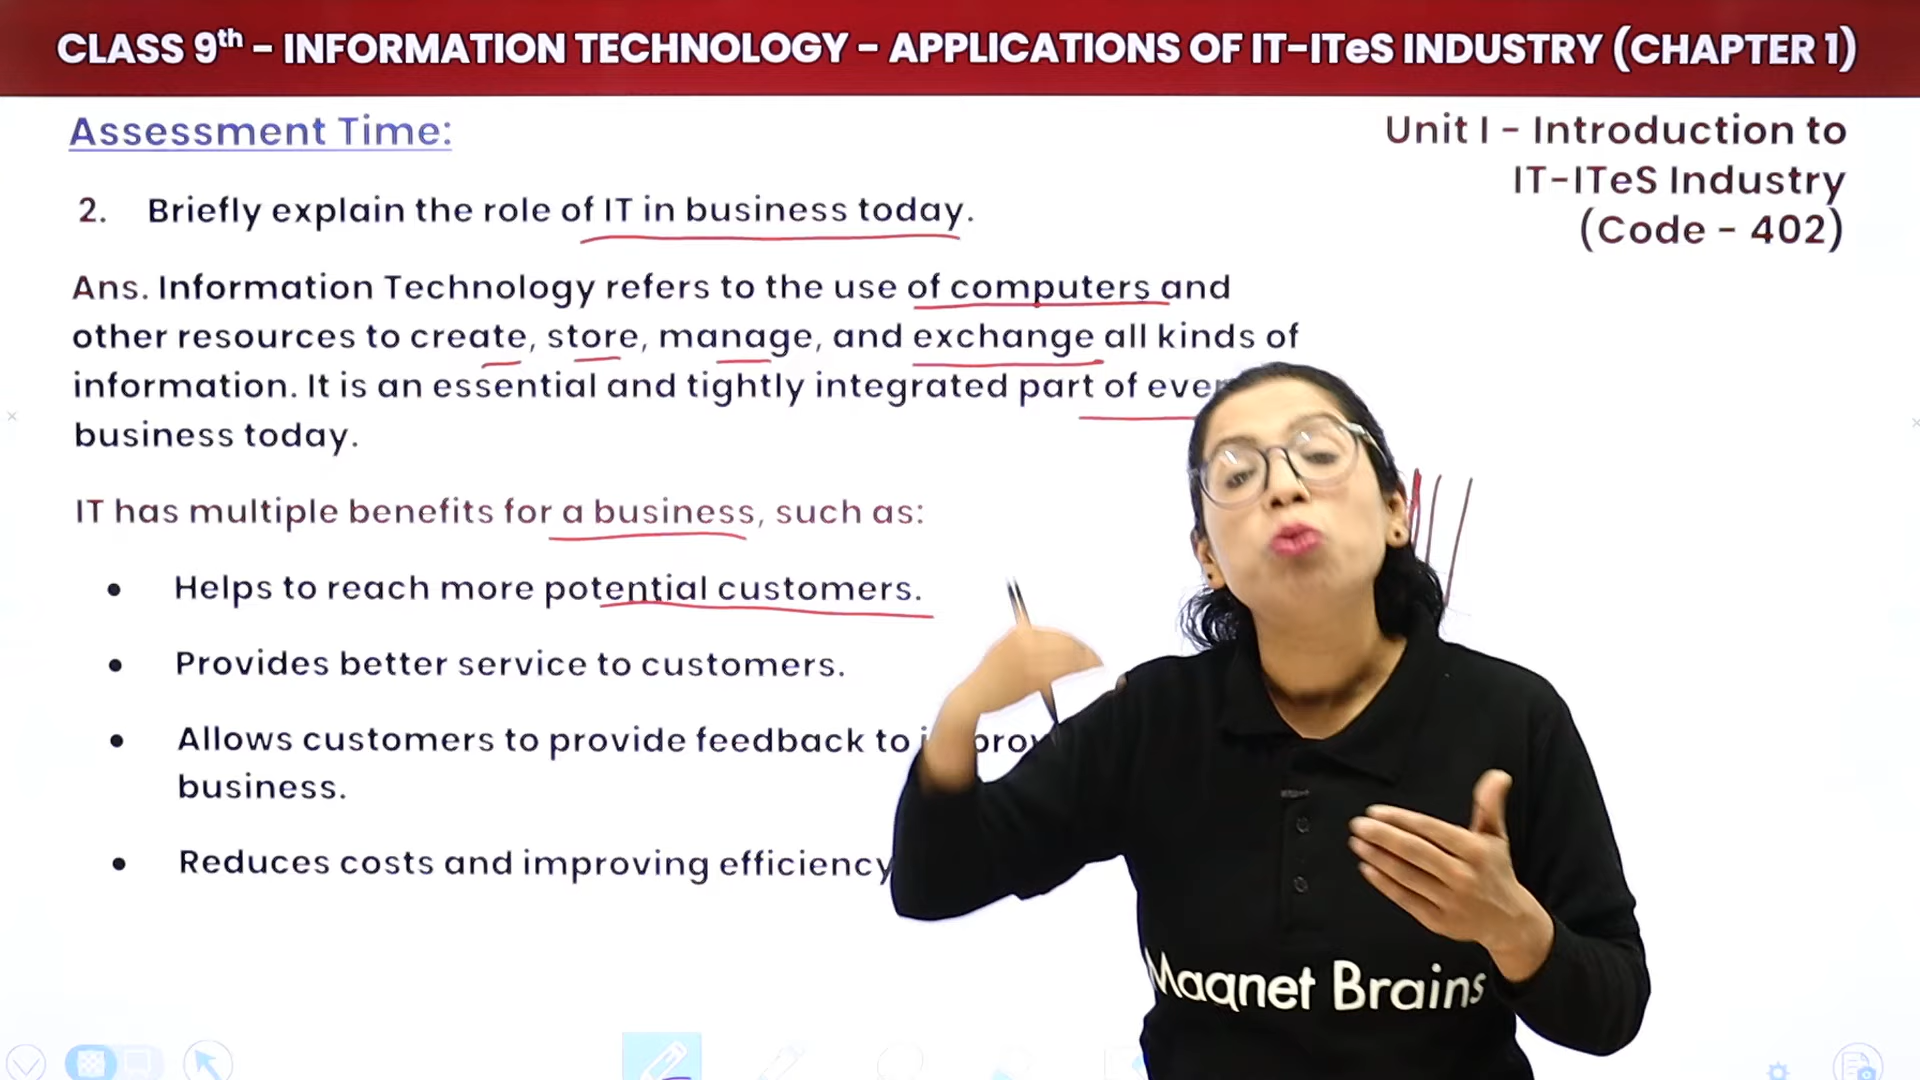 CLASS 9th – INFORMATION TECHNOLOGY – APPLICATIONS OF IT-ITeS INDUSTRY (CHAPTER 1)
Assessment Time:
Unit I – Introduction to
IT-ITeS Industry
(Code - 402)
2. Briefly explain the role of IT in business today.
Ans. Information Technology refers to the use of computers and
other resources to create, store, manage, and exchange all kinds of
information. It is an essential and tightly integrated part of
business today.
IT has multiple benefits for a business, such as:
• Helps to reach more potential customers.
• Provides better service to customers.
• Allows customers to provide feedback to
business.
• Reduces costs and improving efficiency
Magnet Brains